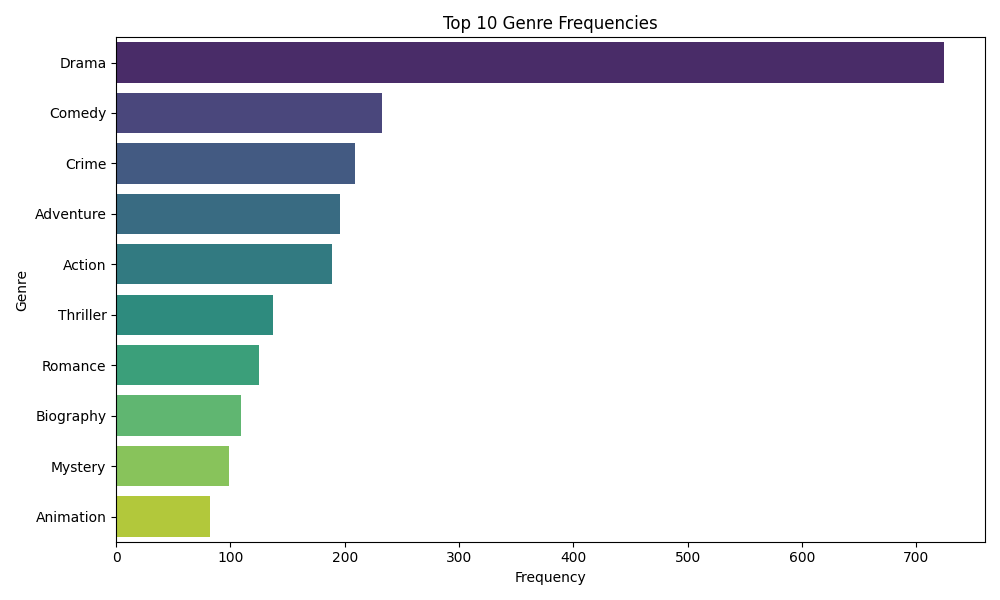 Top 10 Genre Frequencies
Genre
Drama
Comedy
Crime
Adventure
Action
Thriller
Romance
Biography
Mystery
Animation
0 100 200 300 400 500 600 700
Frequency